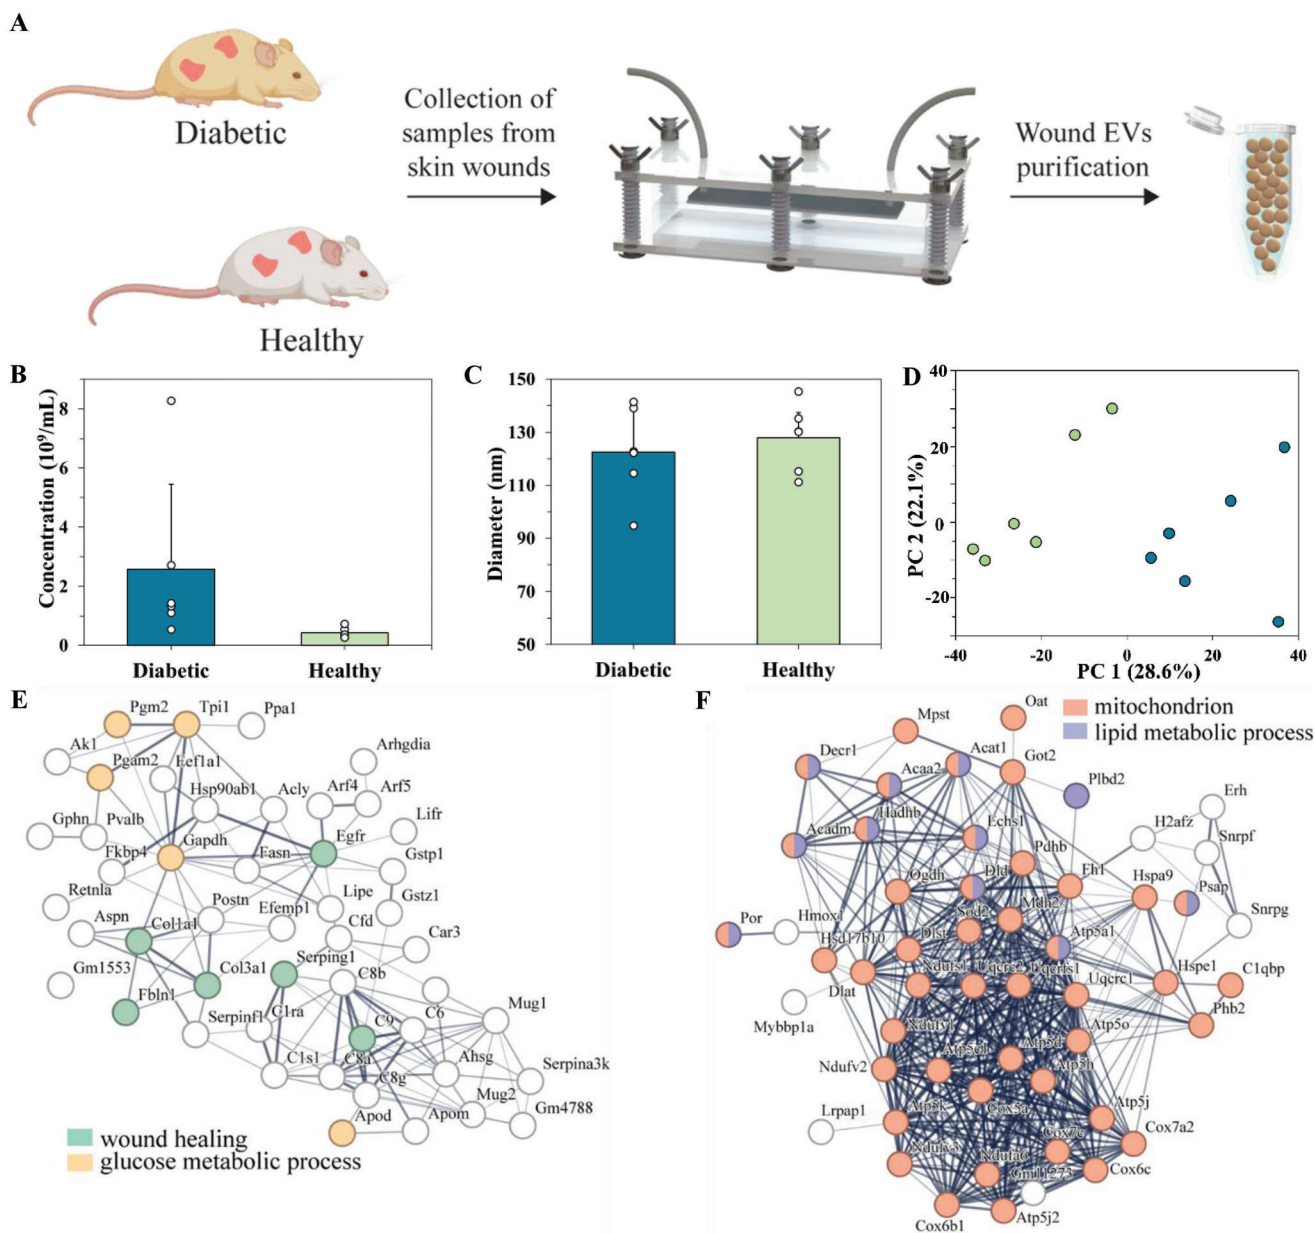 A
Diabetic
Healthy
Collection of
samples from
skin wounds
Wound EVs
purification
B
Concentration (10⁹/mL)
8
6
4
2
0
Diabetic
Healthy
C
Diameter (nm)
150
130
110
90
70
50
Diabetic
Healthy
D
PC 2 (22.1%)
40
20
0
-20
-40
-20
0
20
40
PC 1 (28.6%)
E
Pgm2
Tpi1
Ppa1
Ak1
Arhgdia
Pgam2
Eef1a1
Hsp90ab1
Acly
Arf4
Arf5
Gphn
Pvalb
Lifr
Egfr
Gapdh
Fkbp4
Fasn
Gstp1
Retnla
Lipe
Gstz1
Postn
Efemp1
Aspn
Col1a1
Cfd
Car3
Gm1553
Col3a1
Serping1
C8b
Fbln1
C6
Mug1
Serpinf1
C1ra
C9
C1s1
C8a
Ahsg
Serpina3k
C8g
Mug2
Gm4788
Apod
Apom
wound healing
glucose metabolic process
F
mitochondrion
lipid metabolic process
Oat
Mpst
Decr1
Acaa2
Acat1
Got2
Plbd2
Erh
Acadm
Hadhb
Echs1
H2afz
Snrpf
Pdhb
Ogdh
Dld
Fh1
Hspa9
Psap
Por
Hmox1
Sod2
Mdh2
Snrpg
Hsd17b10
Dlst
Atp5a1
Ndufs1
Uqcrc2
Uqcrfs1
Uqcrc1
Hspe1
C1qbp
Dlat
Phb2
Mybbp1a
Ndufv1
Atp5o
Ndufv2
Atp5c1
Atp5d
Atp5h
Lrpap1
Atp5k
Cox5a
Atp5j
Cox7a2
Ndufv3
Cox7c
Ndufa6
Gm11273
Cox6c
Cox6b1
Atp5j2